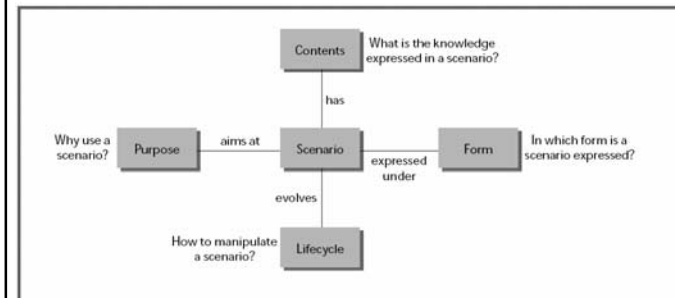 Contents
What is the knowledge
expressed in a scenario?
has
Why use a
scenario?
Purpose
aims at
Scenario
expressed
under
Form
In which form is a
scenario expressed?
evolves
How to manipulate
a scenario?
Lifecycle